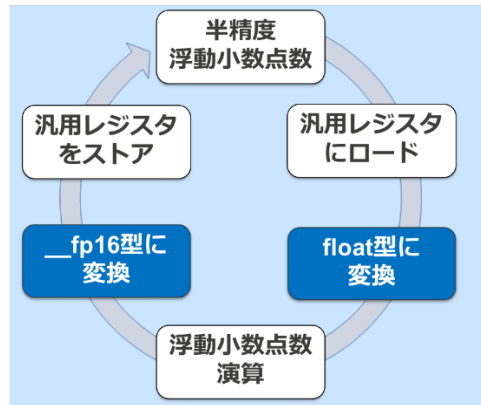 半精度
浮動小数点数
汎用レジスタ
にロード
float型に
変換
浮動小数点数
演算
__fp16型に
変換
汎用レジスタ
をストア